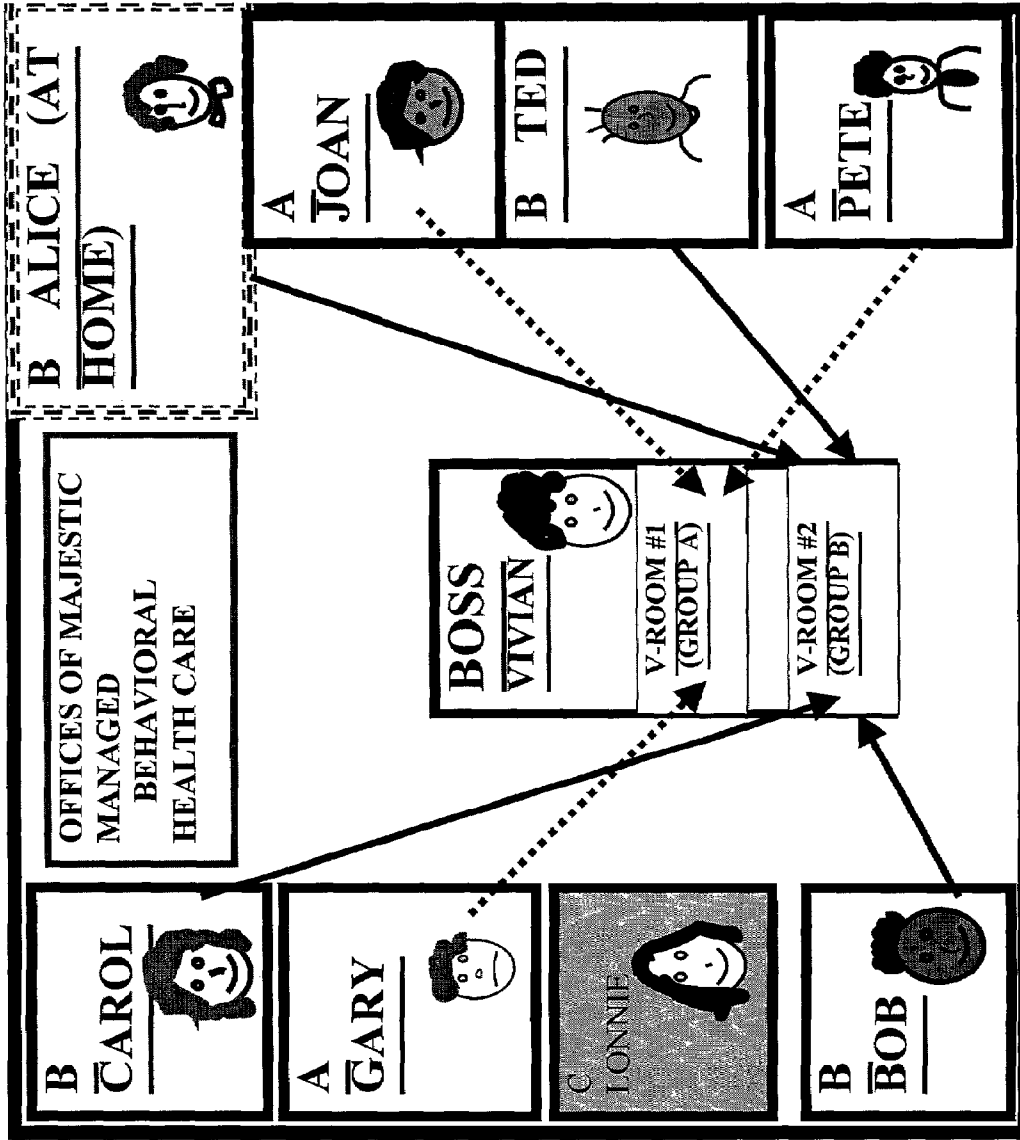 B CAROL
A GARY
C LONNIE
B BOB
OFFICES OF MAJESTIC
MANAGED
BEHAVIORAL
HEALTH CARE
BOSS
VIVIAN
V-ROOM #1
(GROUP A)
V-ROOM #2
(GROUP B)
B ALICE (AT
HOME)
A
JOAN
B TED
A
PETE